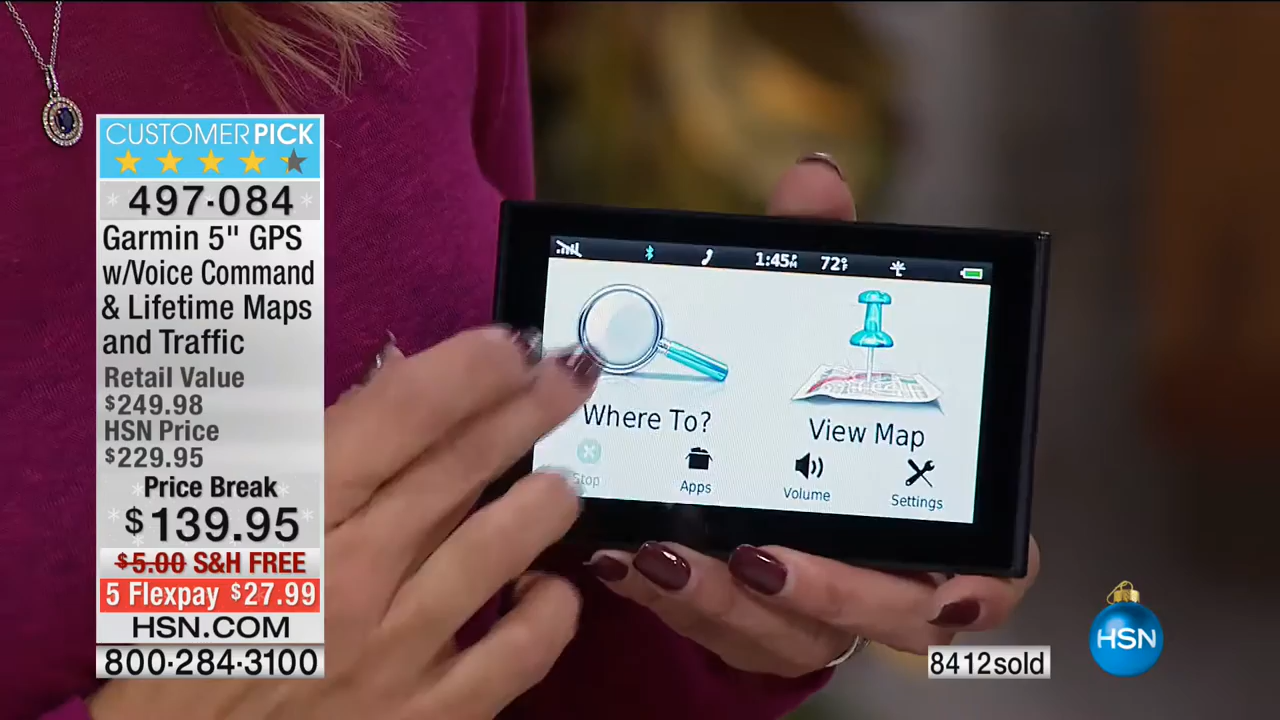 CUSTOMER PICK
497·084
Garmin 5" GPS
w/Voice Command
& Lifetime Maps
and Traffic
Retail Value
$249.98
HSN Price
$229.95
Price Break
$139.95
$5.00 S&H FREE
5 Flexpay $27.99
HSN.COM
800·284·3100
1:45 72°F
Where To?
View Map
Stop
Apps
Volume
Settings
8412sold
HSN